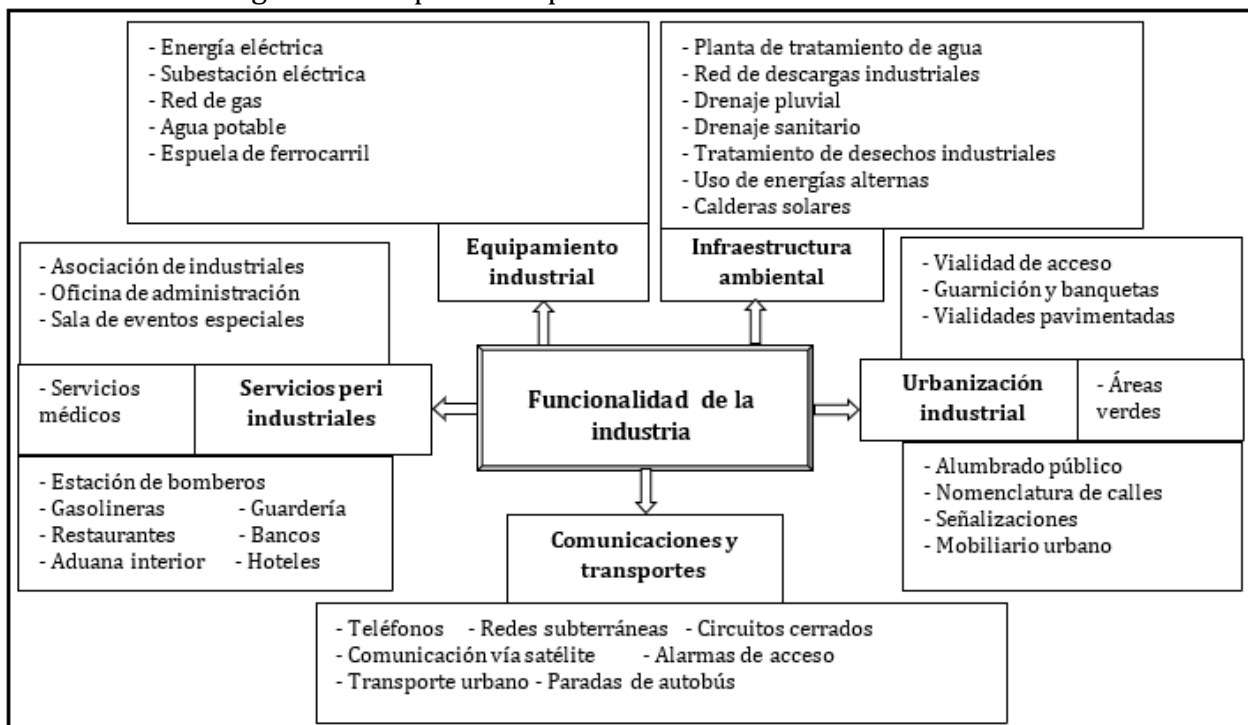 - Energía eléctrica
- Subestación eléctrica
- Red de gas
- Agua potable
- Espuela de ferrocarril
Equipamiento
industrial
- Planta de tratamiento de agua
- Red de descargas industriales
- Drenaje pluvial
- Drenaje sanitario
- Tratamiento de desechos industriales
- Uso de energías alternas
- Calderas solares
Infraestructura
ambiental
- Asociación de industriales
- Oficina de administración
- Sala de eventos especiales
- Servicios
médicos
Servicios peri
industriales
- Estación de bomberos
- Gasolineras - Guardería
- Restaurantes - Bancos
- Aduana interior - Hoteles
Funcionalidad de la
industria
- Vialidad de acceso
- Guarnición y banquetas
- Vialidades pavimentadas
Urbanización
industrial
- Áreas
verdes
- Alumbrado público
- Nomenclatura de calles
- Señalizaciones
- Mobiliario urbano
Comunicaciones y
transportes
- Teléfonos - Redes subterráneas - Circuitos cerrados
- Comunicación vía satélite - Alarmas de acceso
- Transporte urbano - Paradas de autobús